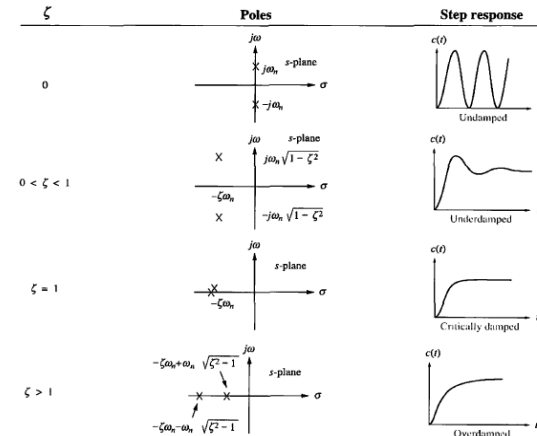 ζ Poles Step response
0
jω
s-plane
jωn
σ
-jωn
c(t)
Undamped
0 < ζ < 1
jω
s-plane
jωn √1 - ζ2
-ζωn
σ
-jωn √1 - ζ2
c(t)
Underdamped
ζ = 1
jω
s-plane
σ
-ζωn
c(t)
Critically damped
ζ > 1
jω
-ζωn+ωn √ζ2 - 1
s-plane
σ
-ζωn-ωn √ζ2 - 1
c(t)
Overdamped